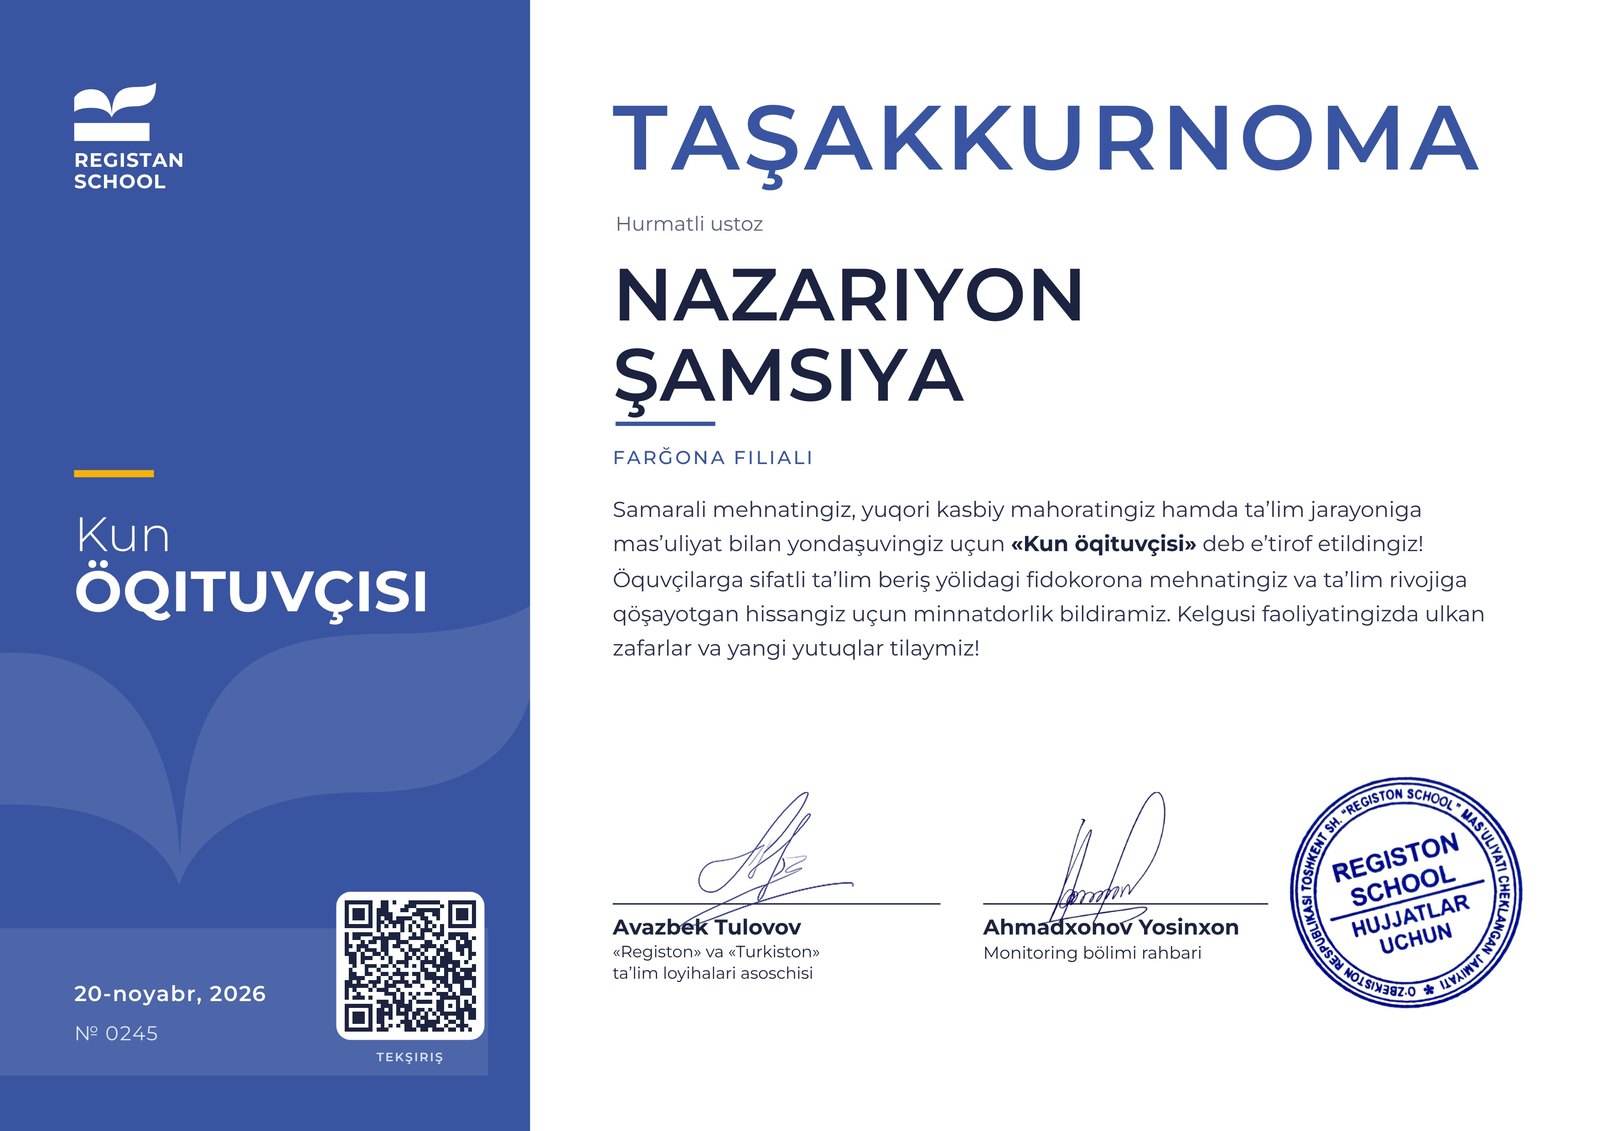 REGISTAN
SCHOOL
Kun
ÖQITUVÇISI
20-noyabr, 2026
№ 0245
TEKŞIRIŞ
TAŞAKKURNOMA
Hurmatli ustoz
NAZARIYON
ŞAMSIYA
FARĞONA FILIALI
Samarali mehnatingiz, yuqori kasbiy mahoratingiz hamda ta’lim jarayoniga
mas’uliyat bilan yondaşuvingiz uçun «Kun öqituvçisi» deb e’tirof etildingiz!
Öquvçilarga sifatli ta’lim beriş yölidagi fidokorona mehnatingiz va ta’lim rivojiga
qöşayotgan hissangiz uçun minnatdorlik bildiramiz. Kelgusi faoliyatingizda ulkan
zafarlar va yangi yutuqlar tilaymiz!
Avazbek Tulovov
«Registon» va «Turkiston»
ta’lim loyihalari asoschisi
Ahmadxonov Yosinxon
Monitoring bölimi rahbari
O‘ZBEKISTON RESPUBLIKASI TOSHKENT SH. "REGISTON SCHOOL" MAS'ULIYATI CHEKLANGAN JAMIYATI
REGISTON
SCHOOL
HUJJATLAR
UCHUN